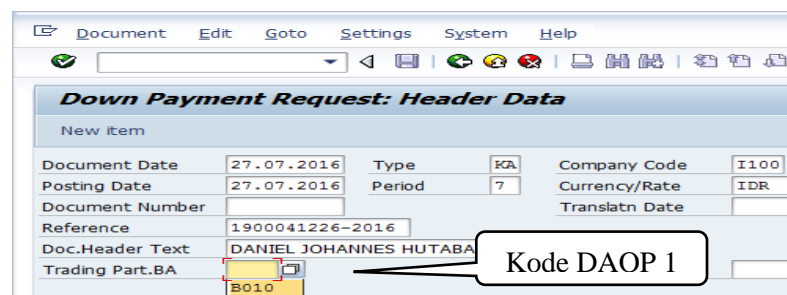 Document Edit Goto Settings System Help
Down Payment Request: Header Data
New item
Document Date 27.07.2016 Type KA Company Code I100
Posting Date 27.07.2016 Period 7 Currency/Rate IDR
Document Number Translatn Date
Reference 1900041226-2016
Doc.Header Text DANIEL JOHANNES HUTABA
Trading Part.BA
B010
Kode DAOP 1